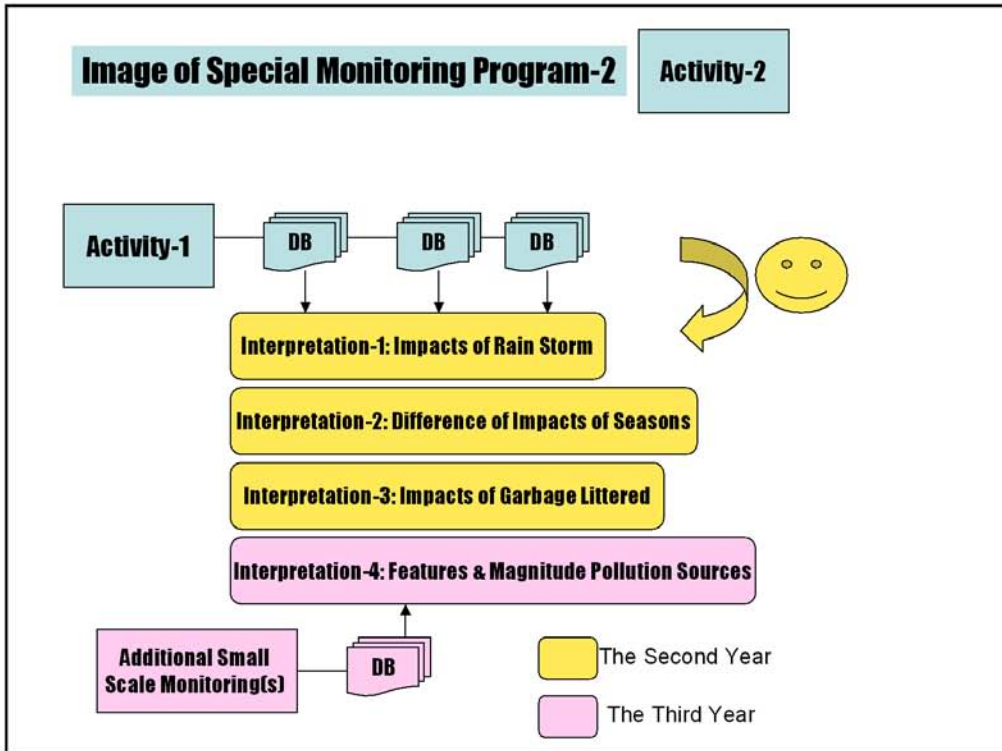 Image of Special Monitoring Program-2
Activity-2
Activity-1
DB
DB
DB
Interpretation-1: Impacts of Rain Storm
Interpretation-2: Difference of Impacts of Seasons
Interpretation-3: Impacts of Garbage Littered
Interpretation-4: Features & Magnitude Pollution Sources
Additional Small
Scale Monitoring(s)
DB
The Second Year
The Third Year